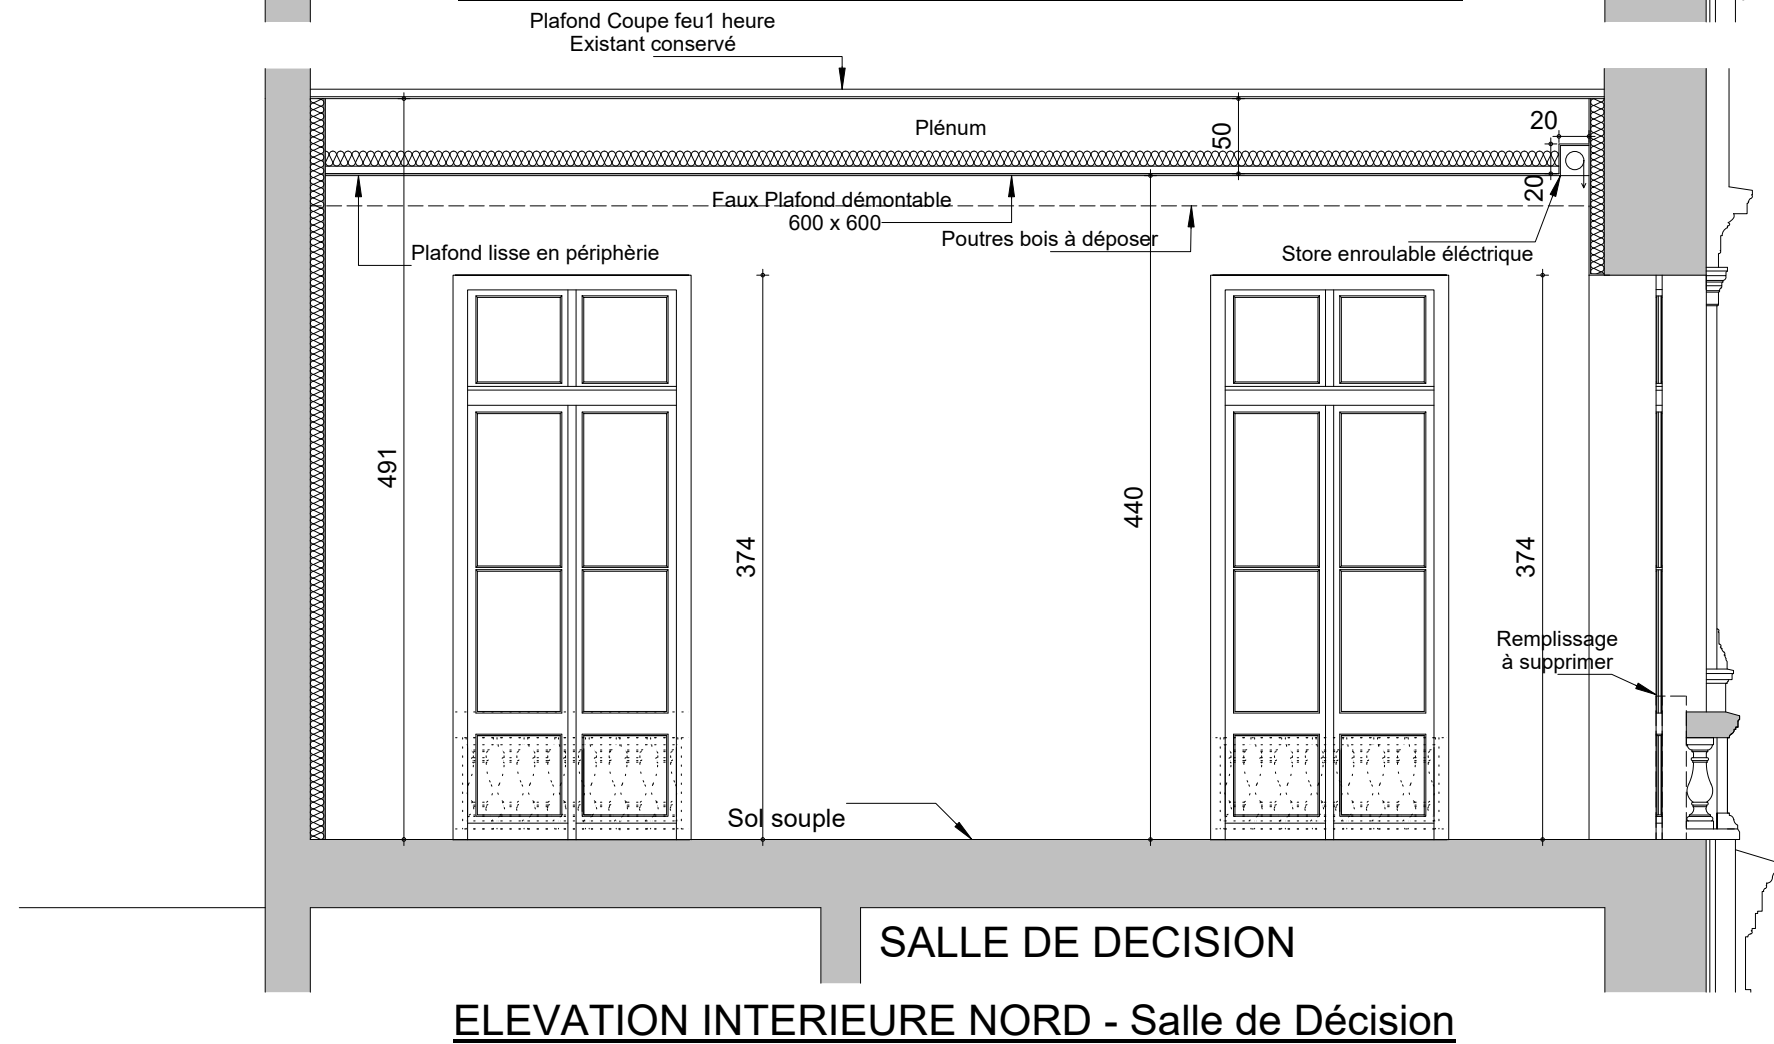 Plafond Coupe feu1 heure
Existant conservé
Plénum
50
20
20
Faux Plafond démontable
600 x 600
Poutres bois à déposer
Plafond lisse en périphèrie
Store enroulable éléctrique
491
374
440
374
Remplissage
à supprimer
Sol souple
SALLE DE DECISION
ELEVATION INTERIEURE NORD - Salle de Décision